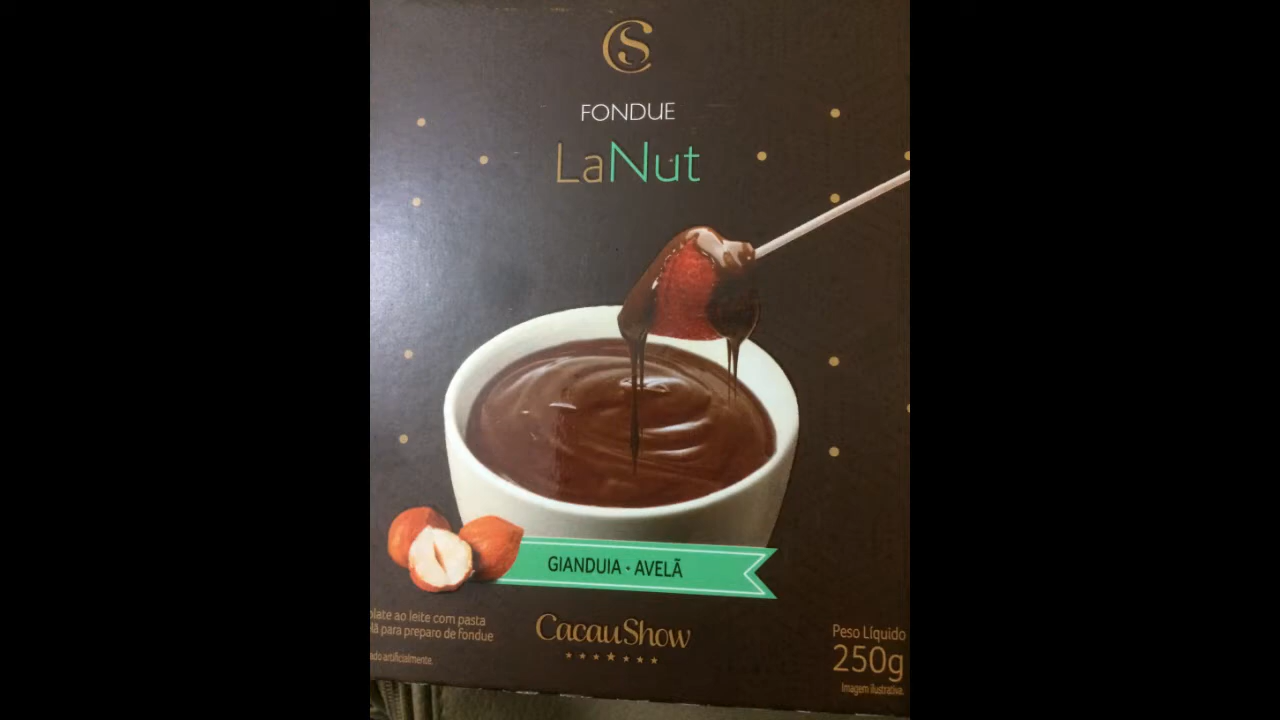 CS
FONDUE
LaNut
GIANDUIA · AVELÃ
ao leite com pasta
para preparo de fondue
artificialmente.
CacauShow
Peso Líquido
250g
Imagem ilustrativa.